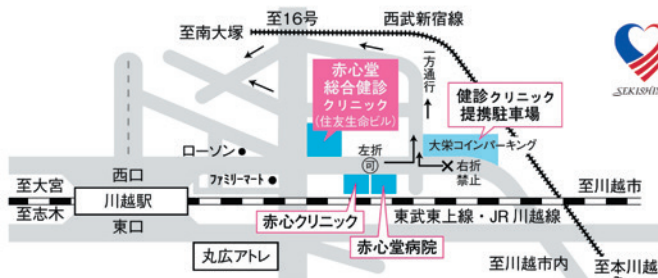 至16号
西武新宿線
至南大塚
赤心堂
総合健診
クリニック
(住友生命ビル)
一方通行
健診クリニック
提携駐車場
SEKISHIN
ローソン
左折
可
大栄コインパーキング
右折
禁止
ファミリーマート
西口
至大宮
至志木
川越駅
東口
至川越市
赤心クリニック
赤心堂病院
東武東上線・JR川越線
丸広アトレ
至川越市内
至本川越